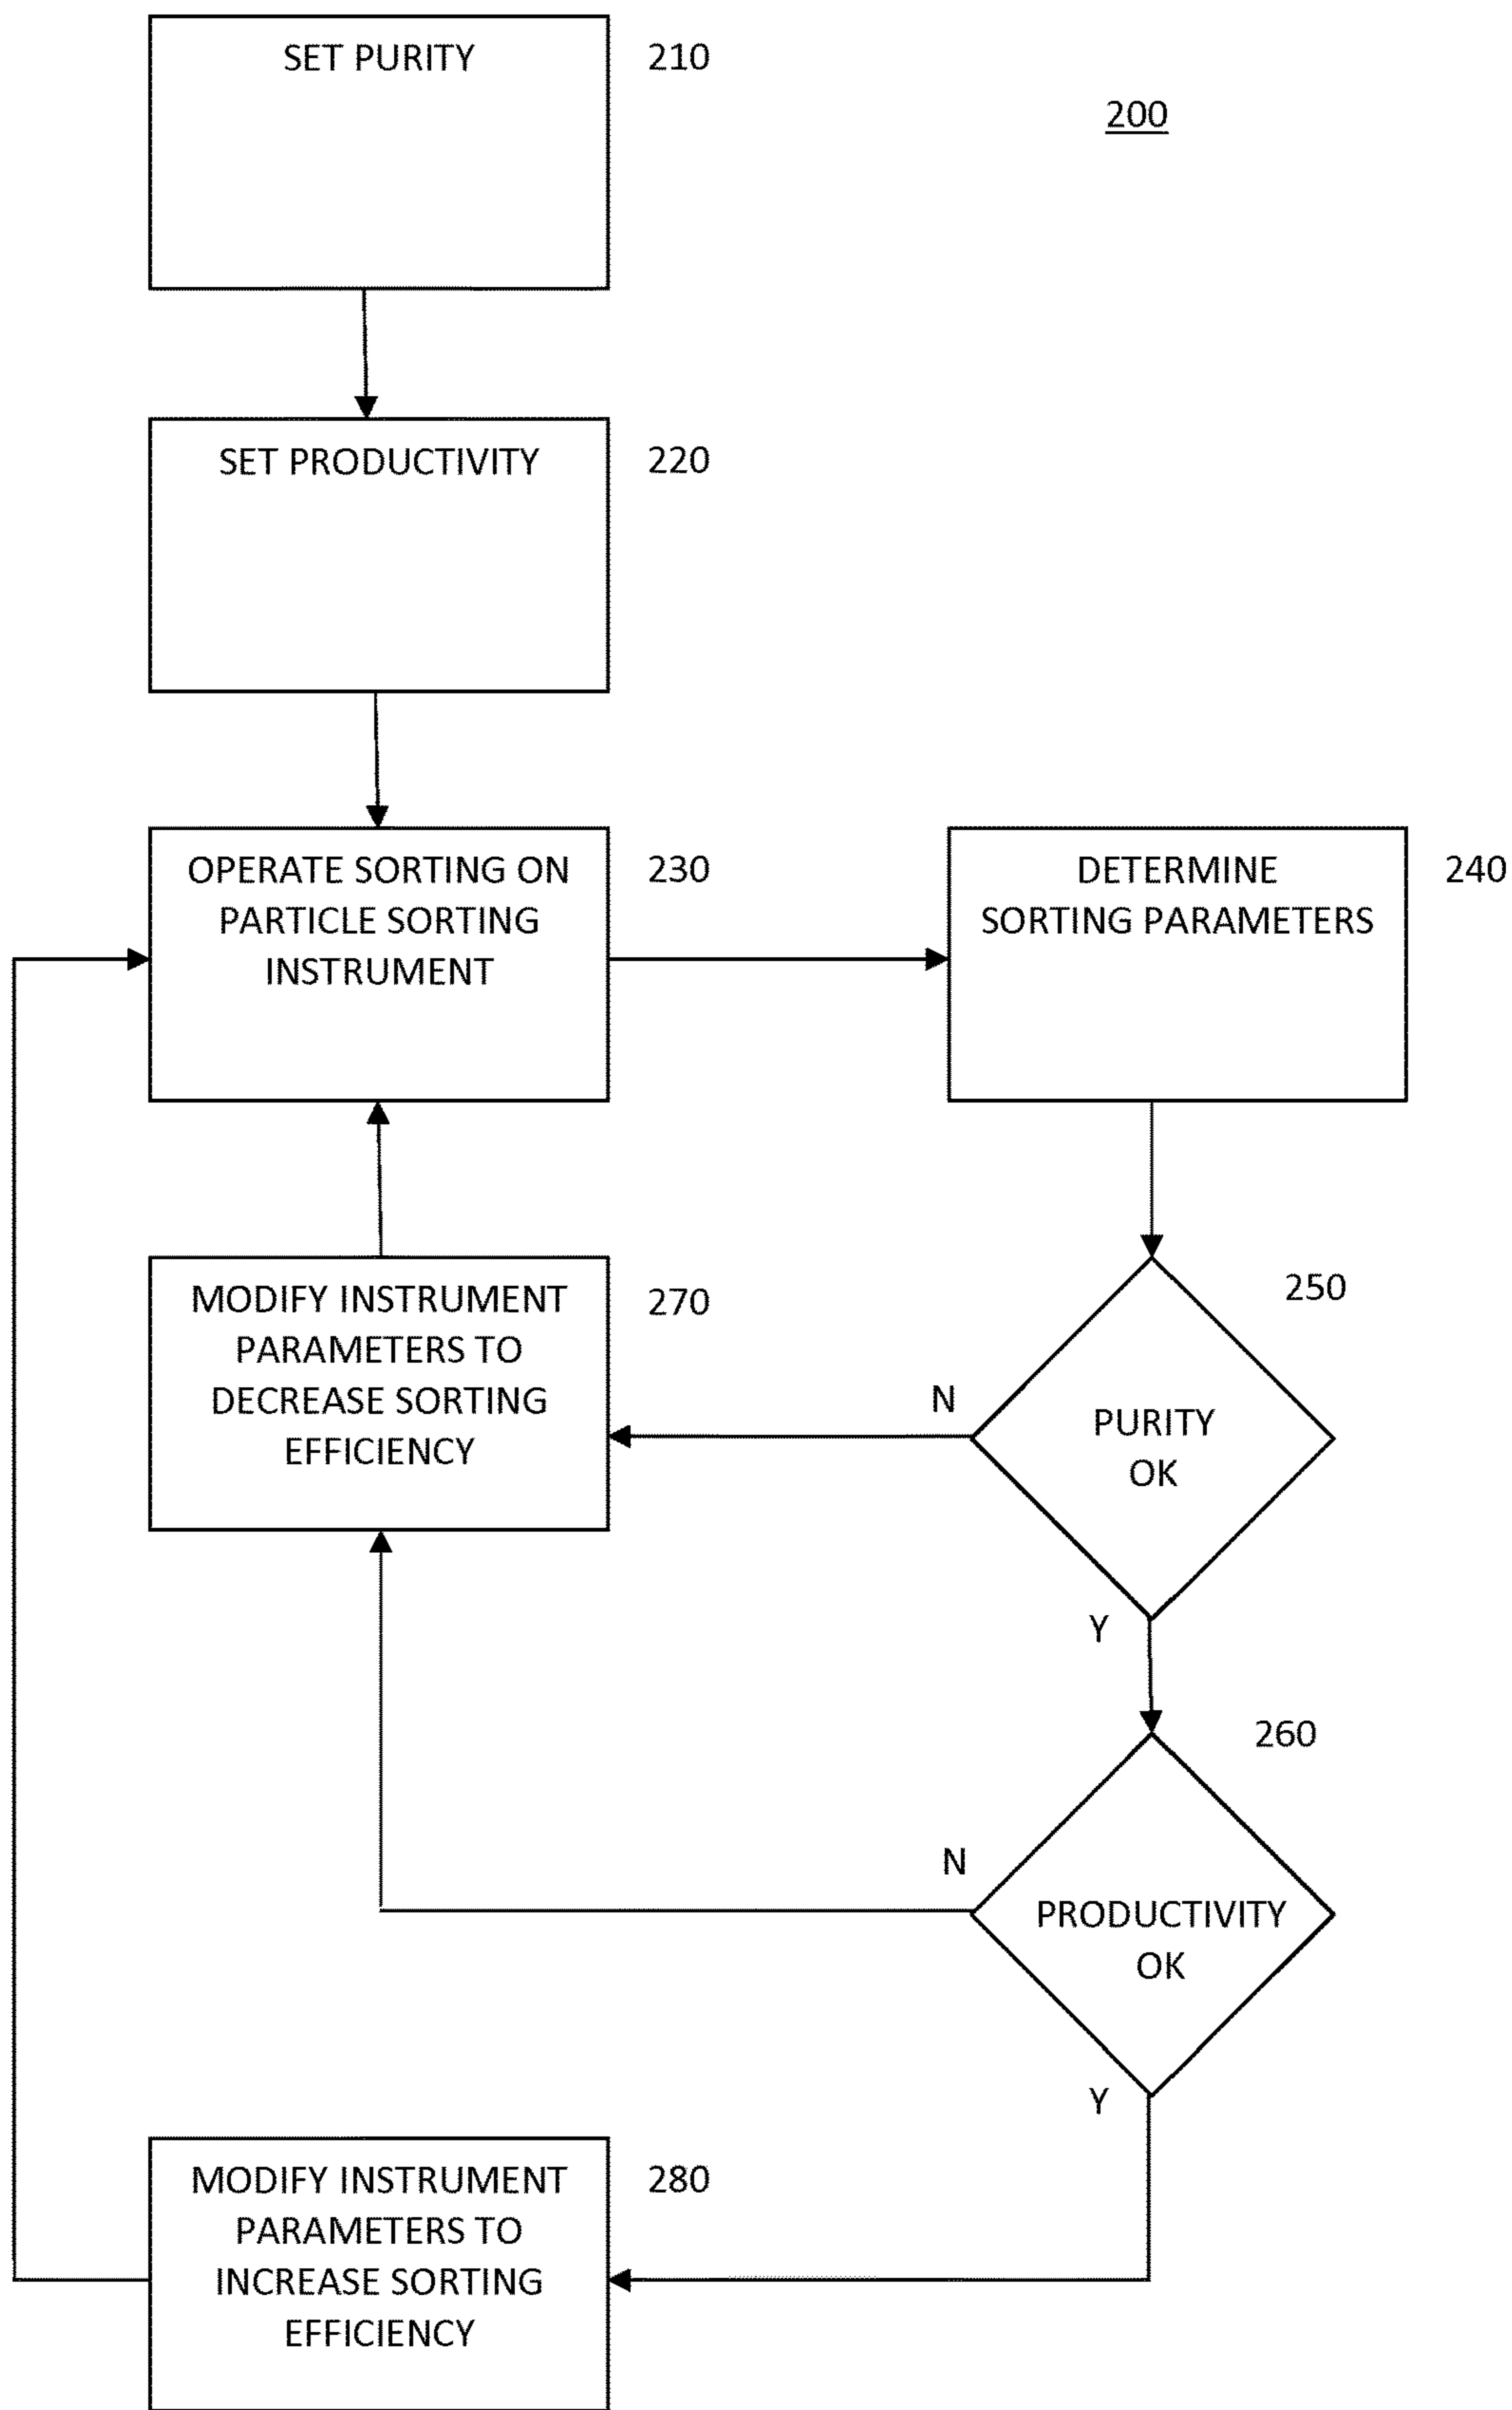 SET PURITY
210
200
SET PRODUCTIVITY
220
OPERATE SORTING ON
PARTICLE SORTING
INSTRUMENT
230
DETERMINE
SORTING PARAMETERS
240
MODIFY INSTRUMENT
PARAMETERS TO
DECREASE SORTING
EFFICIENCY
270
N
250
PURITY
OK
Y
260
N
PRODUCTIVITY
OK
Y
MODIFY INSTRUMENT
PARAMETERS TO
INCREASE SORTING
EFFICIENCY
280